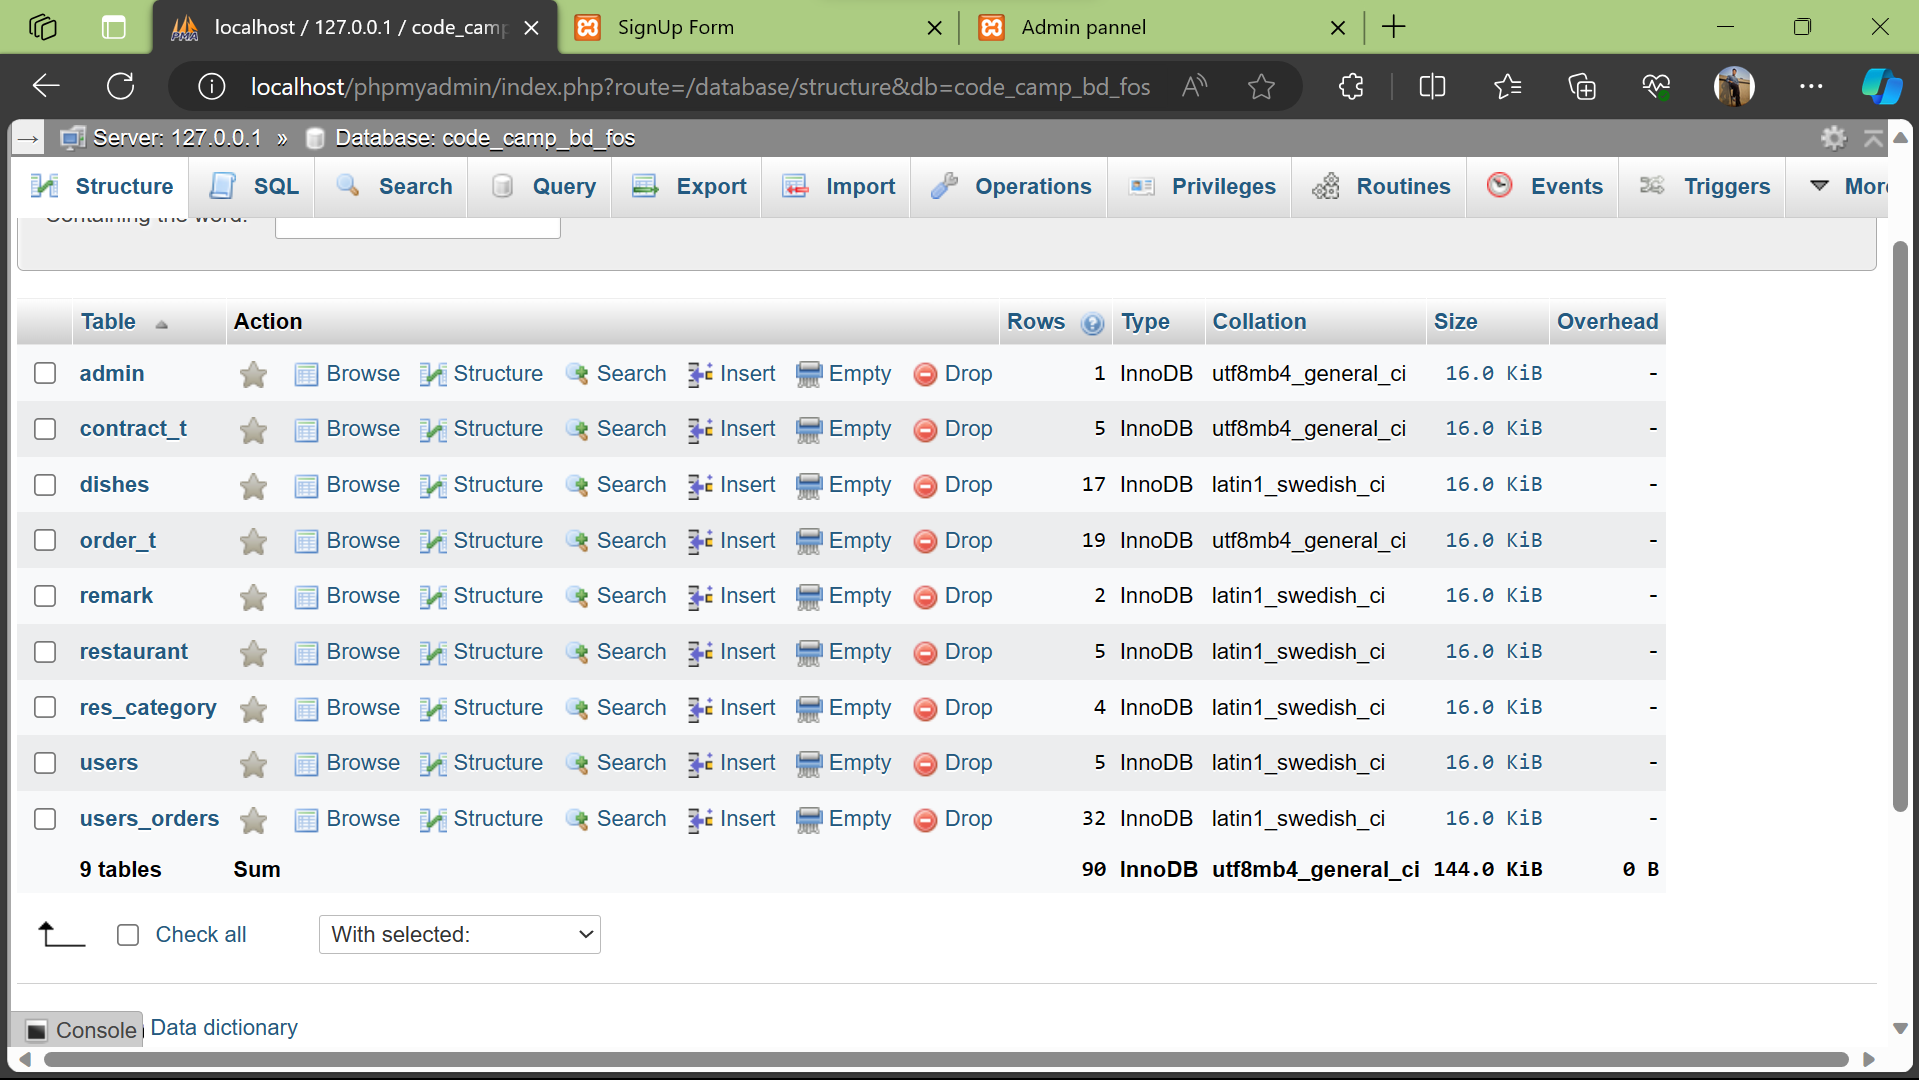 localhost / 127.0.0.1 / code_camp
SignUp Form
Admin pannel
localhost/phpmyadmin/index.php?route=/database/structure&db=code_camp_bd_fos
Server: 127.0.0.1 » Database: code_camp_bd_fos
Structure SQL Search Query Export Import Operations Privileges Routines Events Triggers More
Containing the word:
Table Action Rows Type Collation Size Overhead
admin Browse Structure Search Insert Empty Drop 1 InnoDB utf8mb4_general_ci 16.0 KiB -
contract_t Browse Structure Search Insert Empty Drop 5 InnoDB utf8mb4_general_ci 16.0 KiB -
dishes Browse Structure Search Insert Empty Drop 17 InnoDB latin1_swedish_ci 16.0 KiB -
order_t Browse Structure Search Insert Empty Drop 19 InnoDB utf8mb4_general_ci 16.0 KiB -
remark Browse Structure Search Insert Empty Drop 2 InnoDB latin1_swedish_ci 16.0 KiB -
restaurant Browse Structure Search Insert Empty Drop 5 InnoDB latin1_swedish_ci 16.0 KiB -
res_category Browse Structure Search Insert Empty Drop 4 InnoDB latin1_swedish_ci 16.0 KiB -
users Browse Structure Search Insert Empty Drop 5 InnoDB latin1_swedish_ci 16.0 KiB -
users_orders Browse Structure Search Insert Empty Drop 32 InnoDB latin1_swedish_ci 16.0 KiB -
9 tables Sum 90 InnoDB utf8mb4_general_ci 144.0 KiB 0 B
Check all With selected:
Console Data dictionary